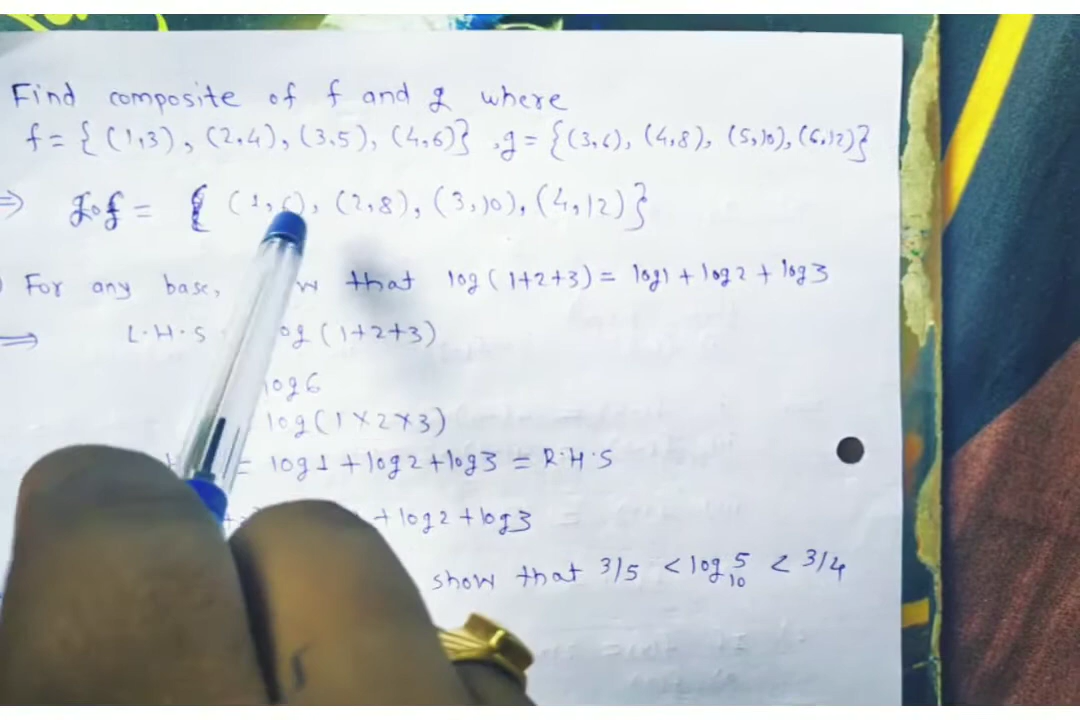 Find composite of f and g where
f = { (1,3), (2,4), (3,5), (4,6)} , g = {(3,6), (4,8), (5,10), (6,12)}
⇒ gof = { (1, ), (2,8), (3,10), (4,12)}
For any base, that log (1+2+3) = log1 + log2 + log3
⇒ L.H.S log (1+2+3)
log6
log(1×2×3)
= log1 + log2 + log3 = R.H.S
+ log2 + log3
show that 3/5 < log₁₀5 < 3/4